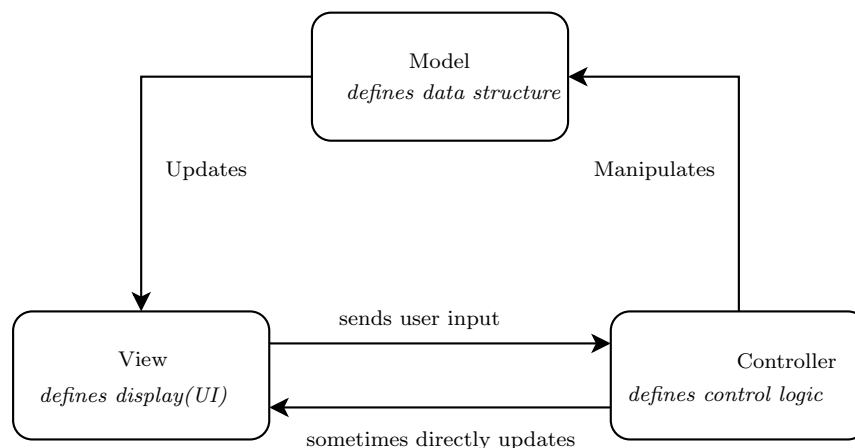 Model
defines data structure
Updates
Manipulates
sends user input
View
defines display(UI)
Controller
defines control logic
sometimes directly updates